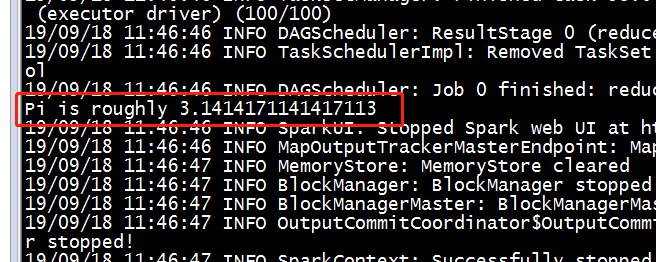 (executor driver) (100/100)
19/09/18 11:46:46 INFO DAGScheduler: ResultStage 0 (reduc
19/09/18 11:46:46 INFO TaskSchedulerImpl: Removed TaskSet
ol
19/09/18 11:46:46 INFO DAGScheduler: Job 0 finished: reduc
Pi is roughly 3.1414171141417113
19/09/18 11:46:46 INFO SparkUI: Stopped Spark web UI at ht
19/09/18 11:46:46 INFO MapOutputTrackerMasterEndpoint: Map
19/09/18 11:46:47 INFO MemoryStore: MemoryStore cleared
19/09/18 11:46:47 INFO BlockManager: BlockManager stopped
19/09/18 11:46:47 INFO BlockManagerMaster: BlockManagerMas
19/09/18 11:46:47 INFO OutputCommitCoordinator$OutputComm
r stopped!
19/09/18 11:46:47 INFO SparkContext: Successfully stopped